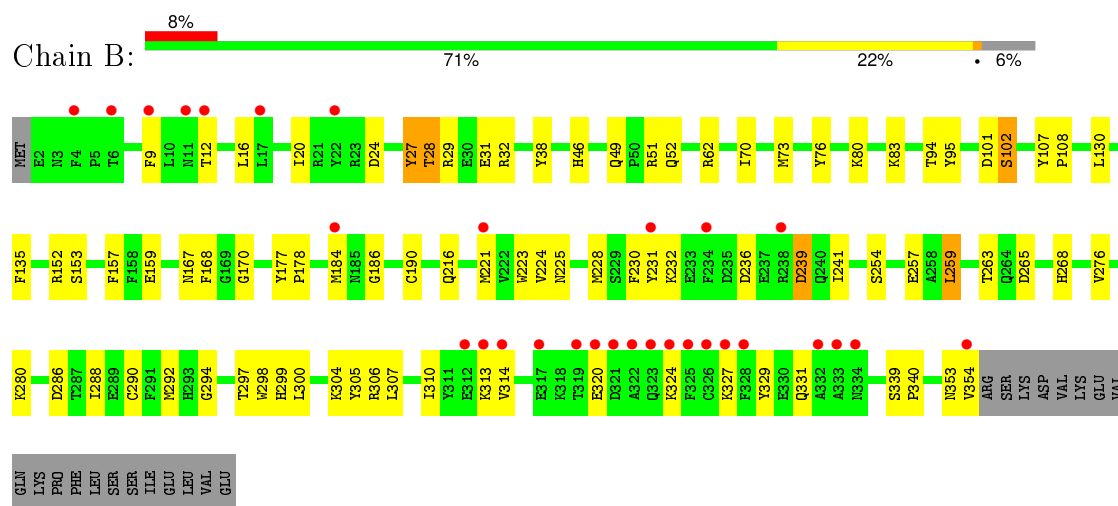 8%
Chain B:
71% 22% • 6%
MET E2 N3 F4 P5 T6 F9 L10 N11 T12 L16 L17 I20 R21 Y22 R23 D24 Y27 T28 R29 E30 E31 R32 Y38 H46 Q49 P50 R51 Q52 R62 I70 M73 Y76 K80 K83 T94 Y95 D101 S102 Y107 P108 L130
F135 R152 S153 F157 F158 E159 N167 F168 G169 G170 Y177 P178 M184 N185 G186 C190 Q216 M221 V222 W223 V224 N225 M228 S229 F230 Y231 K232 E233 F234 D235 D236 E237 R238 D239 Q240 I241 S254 E257 A258 L259 T263 Q264 D265 H268 V276
K280 D286 T287 I288 E289 C290 F291 M292 H293 G294 T297 W298 H299 L300 K304 Y305 R306 L307 I310 Y311 E312 K313 V314 E317 K318 T319 E320 D321 A322 Q323 K324 F325 C326 K327 F328 Y329 E330 Q331 A332 A333 N334 S339 P340 N353 V354 ARG SER LYS ASP VAL LYS GLU VAL
GLN LYS PRO PHE LEU SER SER ILE GLU LEU VAL GLU